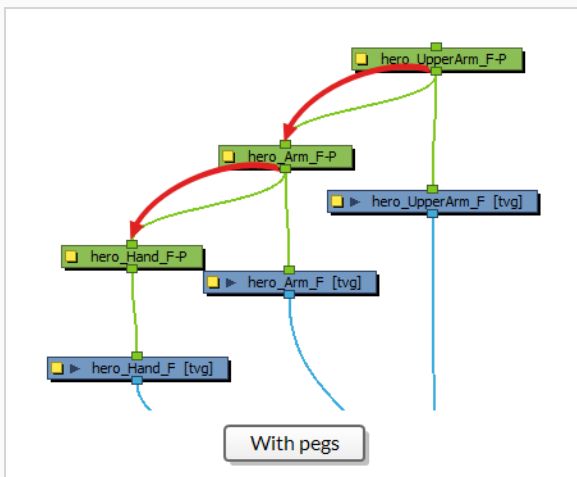 hero_UpperArm_F-P
hero_Arm_F-P
hero_UpperArm_F [tvg]
hero_Hand_F-P
hero_Arm_F [tvg]
hero_Hand_F [tvg]
With pegs